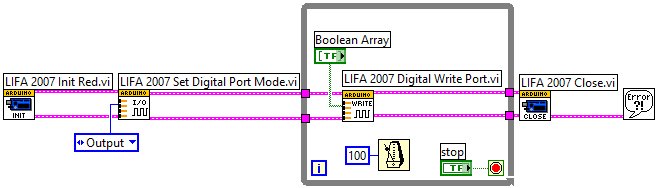 Boolean Array
[TF]
LIFA 2007 Init Red.vi
LIFA 2007 Set Digital Port Mode.vi
LIFA 2007 Digital Write Port.vi
LIFA 2007 Close.vi
ARDUINO
INIT
ARDUINO
I/O
ARDUINO
WRITE
ARDUINO
CLOSE
Error
?!
Output
100
stop
TF
i